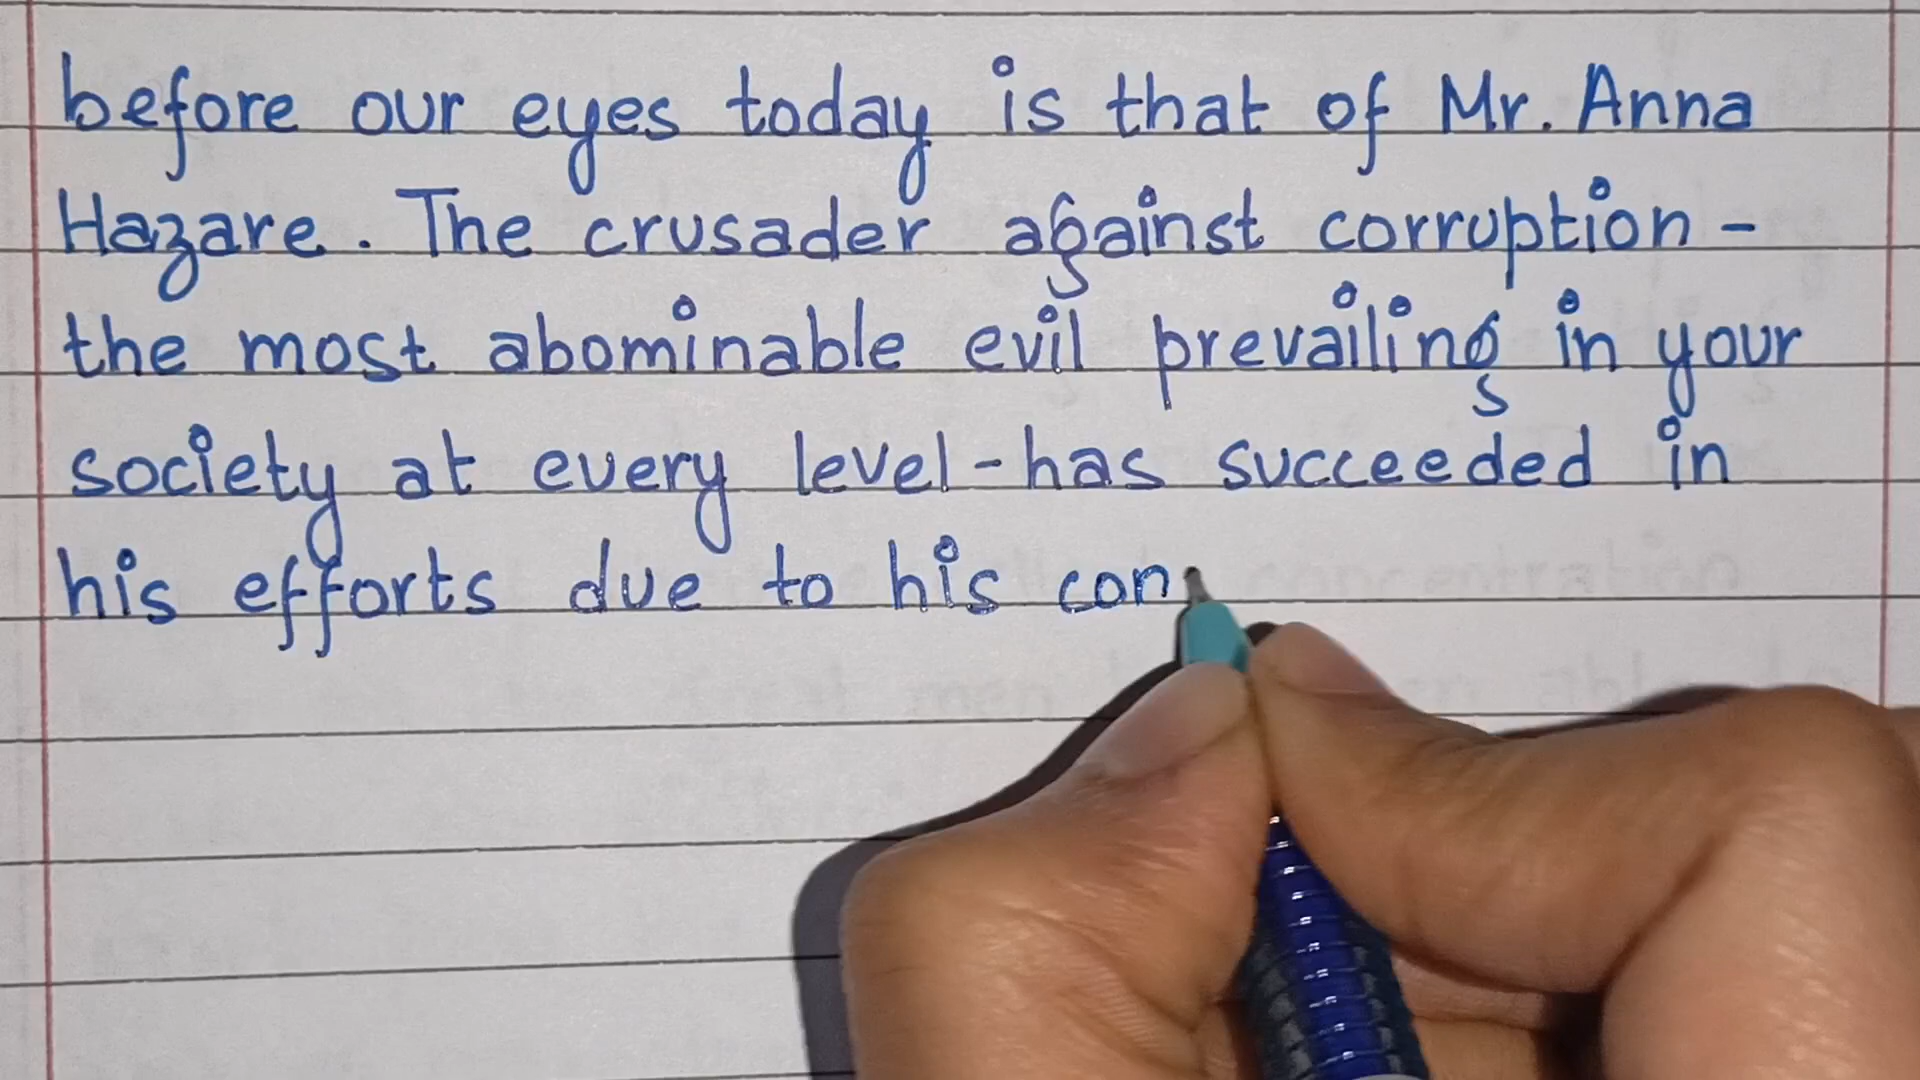 before our eyes today is that of Mr. Anna
Hazare. The crusader against corruption -
the most abominable evil prevailing in your
society at every level - has succeeded in
his efforts due to his con